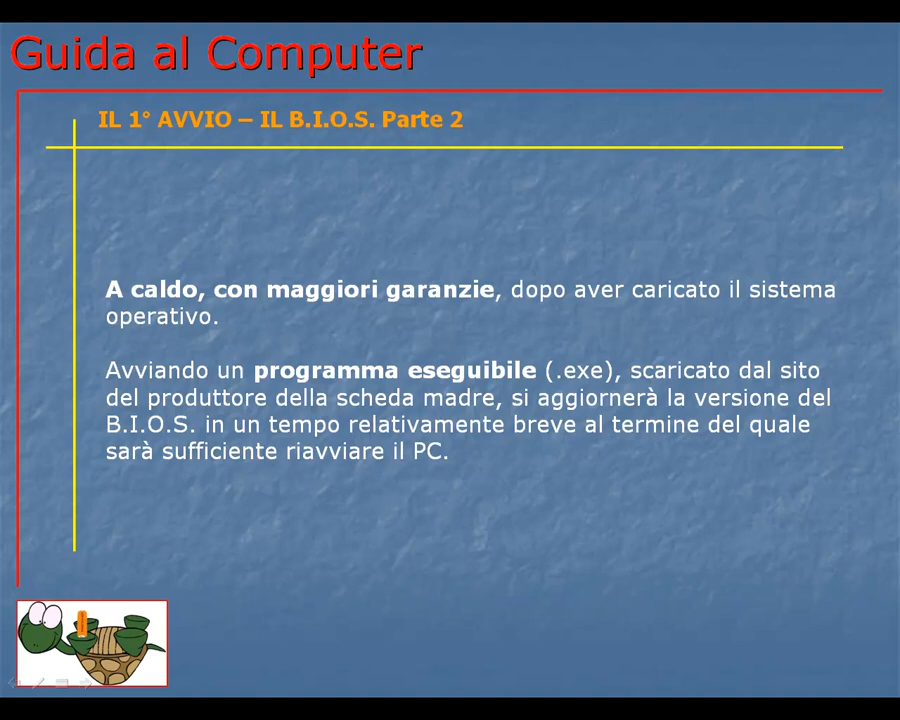 Guida al Computer
IL 1° AVVIO – IL B.I.O.S. Parte 2
A caldo, con maggiori garanzie, dopo aver caricato il sistema
operativo.
Avviando un programma eseguibile (.exe), scaricato dal sito
del produttore della scheda madre, si aggiornerà la versione del
B.I.O.S. in un tempo relativamente breve al termine del quale
sarà sufficiente riavviare il PC.